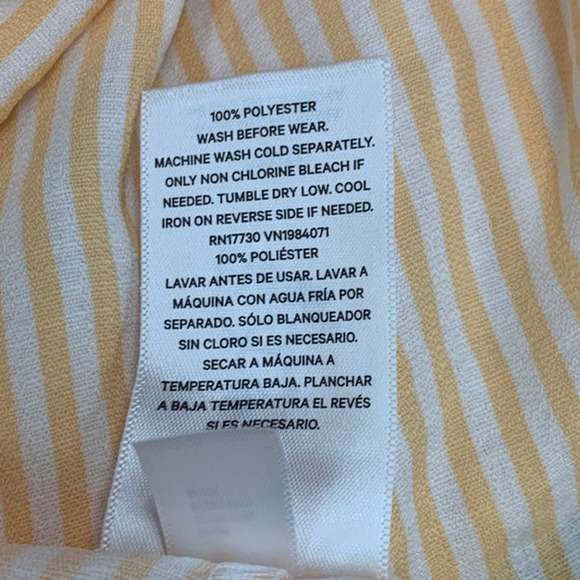 100% POLYESTER
WASH BEFORE WEAR.
MACHINE WASH COLD SEPARATELY.
ONLY NON CHLORINE BLEACH IF
NEEDED. TUMBLE DRY LOW. COOL
IRON ON REVERSE SIDE IF NEEDED.
RN17730 VN1984071
100% POLIÉSTER
LAVAR ANTES DE USAR. LAVAR A
MÁQUINA CON AGUA FRÍA POR
SEPARADO. SÓLO BLANQUEADOR
SIN CLORO SI ES NECESARIO.
SECAR A MÁQUINA A
TEMPERATURA BAJA. PLANCHAR
A BAJA TEMPERATURA EL REVÉS
SI ES NECESARIO.